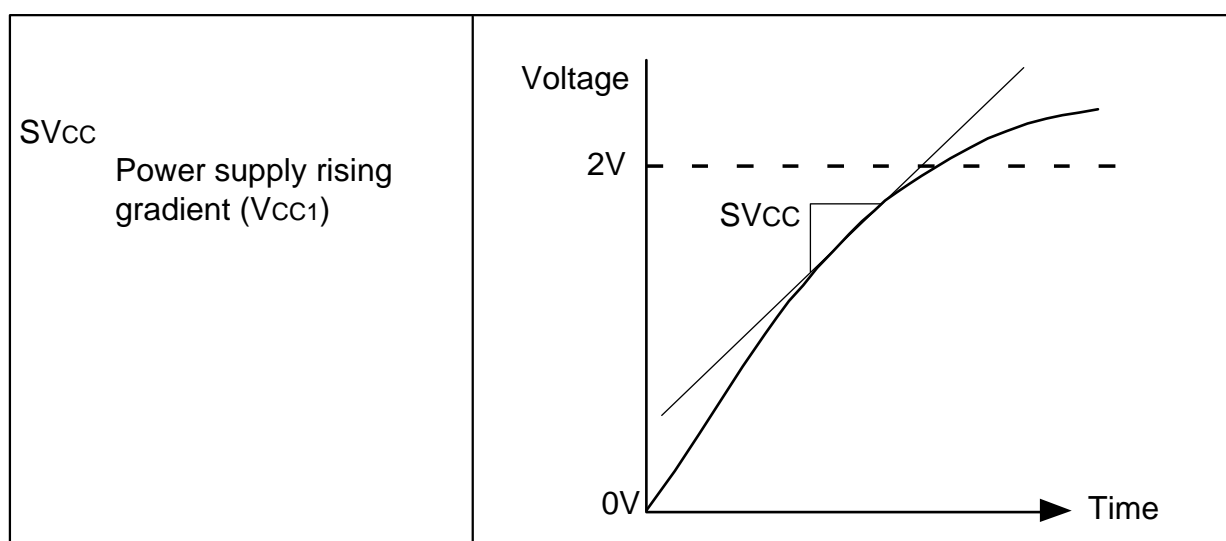 SVCC
Power supply rising
gradient (VCC1)
Voltage
2V
SVCC
0V
Time